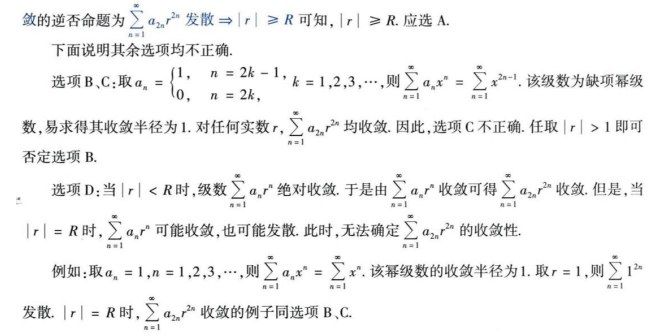 敛的逆否命题为 $\sum_{n=1}^{\infty} a_{2n}r^{2n}$ 发散 ⇒ |r| ≥ R 可知, |r| ≥ R. 应选 A.
下面说明其余选项均不正确.
选项 B、C:取 $a_n = \begin{cases} 1, & n = 2k-1, \\ 0, & n = 2k, \end{cases}$ k = 1,2,3,⋯,则 $\sum_{n=1}^{\infty} a_n x^n = \sum_{n=1}^{\infty} x^{2n-1}$. 该级数为缺项幂级
数,易求得其收敛半径为1. 对任何实数 r, $\sum_{n=1}^{\infty} a_{2n}r^{2n}$ 均收敛. 因此,选项 C 不正确. 任取 |r| > 1 即可
否定选项 B.
选项 D:当 |r| < R 时,级数 $\sum_{n=1}^{\infty} a_n r^n$ 绝对收敛. 于是由 $\sum_{n=1}^{\infty} a_n r^n$ 收敛可得 $\sum_{n=1}^{\infty} a_{2n}r^{2n}$ 收敛. 但是,当
|r| = R 时, $\sum_{n=1}^{\infty} a_n r^n$ 可能收敛,也可能发散. 此时,无法确定 $\sum_{n=1}^{\infty} a_{2n}r^{2n}$ 的收敛性.
例如:取 $a_n$ = 1,n = 1,2,3,⋯,则 $\sum_{n=1}^{\infty} a_n x^n = \sum_{n=1}^{\infty} x^n$. 该幂级数的收敛半径为1. 取 r = 1,则 $\sum_{n=1}^{\infty} 1^{2n}$
发散. |r| = R 时, $\sum_{n=1}^{\infty} a_{2n}r^{2n}$ 收敛的例子同选项 B、C.